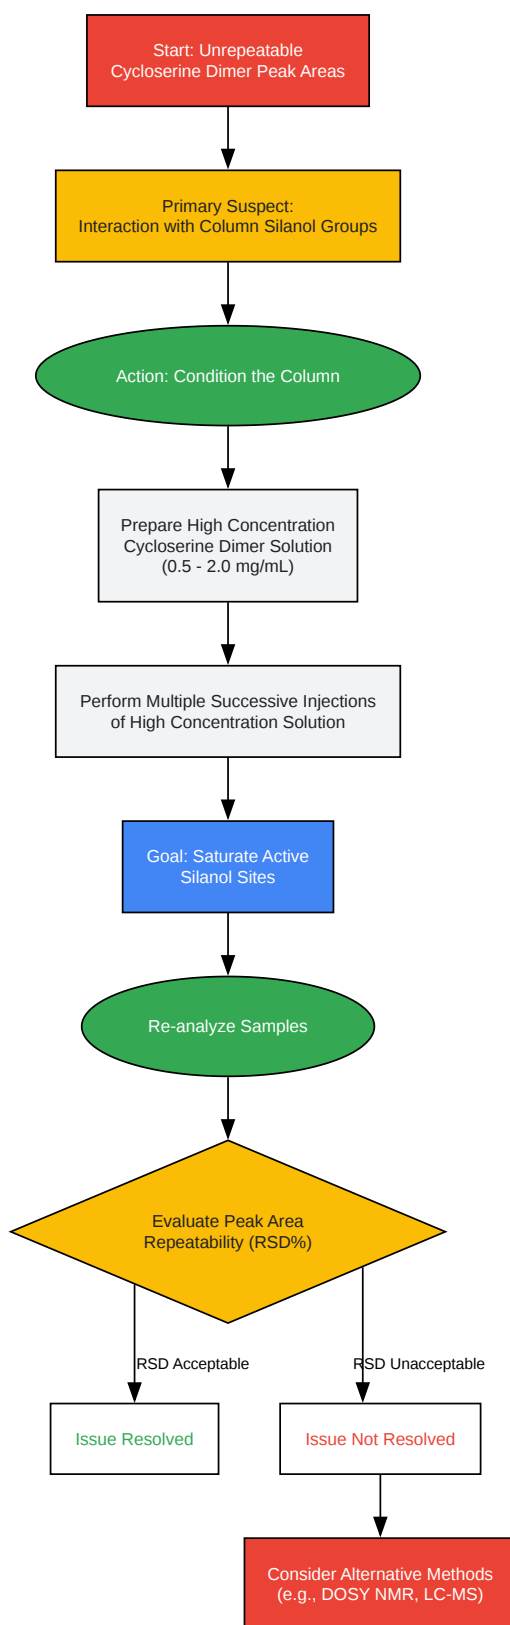 Start: Unrepeatable
Cycloserine Dimer Peak Areas
Primary Suspect:
Interaction with Column Silanol Groups
Action: Condition the Column
Prepare High Concentration
Cycloserine Dimer Solution
(0.5 - 2.0 mg/mL)
Perform Multiple Successive Injections
of High Concentration Solution
Goal: Saturate Active
Silanol Sites
Re-analyze Samples
Evaluate Peak Area
Repeatability (RSD%)
RSD Acceptable
RSD Unacceptable
Issue Resolved
Issue Not Resolved
Consider Alternative Methods
(e.g., DOSY NMR, LC-MS)